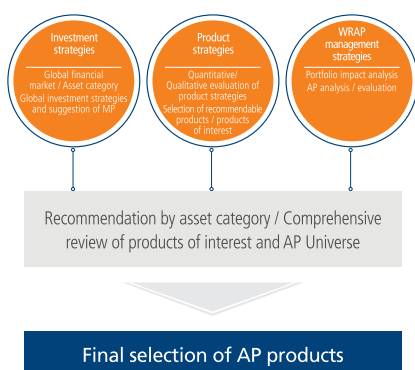 Investment
strategies
Global financial
market / Asset category
Global investment strategies
and suggestion of MP
Product
strategies
Quantitative/
Qualitative evaluation of
product strategies
Selection of recommendable
products / products
of interest
WRAP
management
strategies
Portfolio impact analysis
AP analysis / evaluation
Recommendation by asset category / Comprehensive
review of products of interest and AP Universe
Final selection of AP products